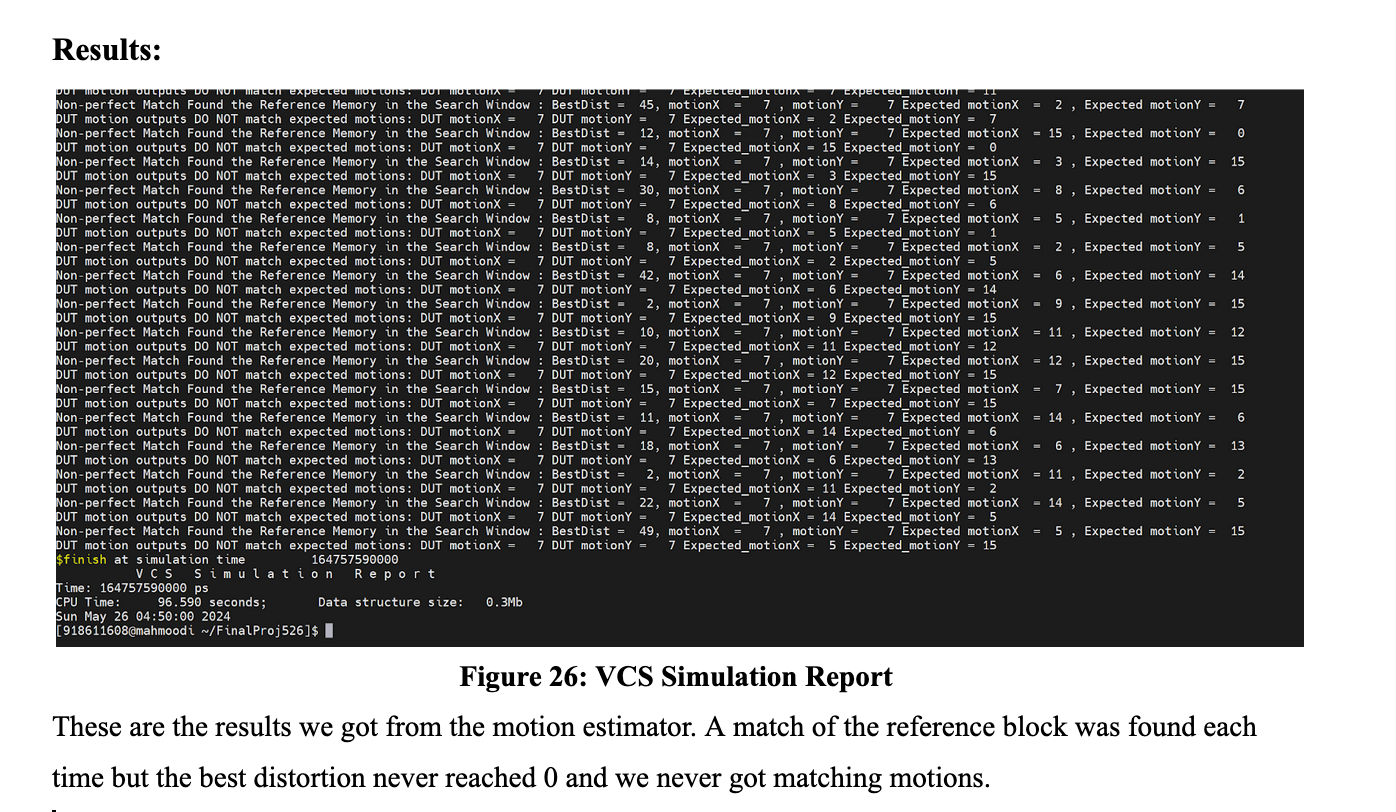 Results:
DUT motion outputs DO NOT match expected motions: DUT motionX =    7 DUT motionY =    7 Expected_motionX =  7 Expected_motionY = 11
Non-perfect Match Found the Reference Memory in the Search Window : BestDist =  45, motionX  =   7 , motionY =    7 Expected motionX  =  2 , Expected motionY =   7
DUT motion outputs DO NOT match expected motions: DUT motionX =    7 DUT motionY =    7 Expected_motionX =  2 Expected_motionY =  7
Non-perfect Match Found the Reference Memory in the Search Window : BestDist =  12, motionX  =   7 , motionY =    7 Expected motionX  = 15 , Expected motionY =   0
DUT motion outputs DO NOT match expected motions: DUT motionX =    7 DUT motionY =    7 Expected_motionX = 15 Expected_motionY =  0
Non-perfect Match Found the Reference Memory in the Search Window : BestDist =  14, motionX  =   7 , motionY =    7 Expected motionX  =  3 , Expected motionY =  15
DUT motion outputs DO NOT match expected motions: DUT motionX =    7 DUT motionY =    7 Expected_motionX =  3 Expected_motionY = 15
Non-perfect Match Found the Reference Memory in the Search Window : BestDist =  30, motionX  =   7 , motionY =    7 Expected motionX  =  8 , Expected motionY =   6
DUT motion outputs DO NOT match expected motions: DUT motionX =    7 DUT motionY =    7 Expected_motionX =  8 Expected_motionY =  6
Non-perfect Match Found the Reference Memory in the Search Window : BestDist =   8, motionX  =   7 , motionY =    7 Expected motionX  =  5 , Expected motionY =   1
DUT motion outputs DO NOT match expected motions: DUT motionX =    7 DUT motionY =    7 Expected_motionX =  5 Expected_motionY =  1
Non-perfect Match Found the Reference Memory in the Search Window : BestDist =   8, motionX  =   7 , motionY =    7 Expected motionX  =  2 , Expected motionY =   5
DUT motion outputs DO NOT match expected motions: DUT motionX =    7 DUT motionY =    7 Expected_motionX =  2 Expected_motionY =  5
Non-perfect Match Found the Reference Memory in the Search Window : BestDist =  42, motionX  =   7 , motionY =    7 Expected motionX  =  6 , Expected motionY =  14
DUT motion outputs DO NOT match expected motions: DUT motionX =    7 DUT motionY =    7 Expected_motionX =  6 Expected_motionY = 14
Non-perfect Match Found the Reference Memory in the Search Window : BestDist =   2, motionX  =   7 , motionY =    7 Expected motionX  =  9 , Expected motionY =  15
DUT motion outputs DO NOT match expected motions: DUT motionX =    7 DUT motionY =    7 Expected_motionX =  9 Expected_motionY = 15
Non-perfect Match Found the Reference Memory in the Search Window : BestDist =  10, motionX  =   7 , motionY =    7 Expected motionX  = 11 , Expected motionY =  12
DUT motion outputs DO NOT match expected motions: DUT motionX =    7 DUT motionY =    7 Expected_motionX = 11 Expected_motionY = 12
Non-perfect Match Found the Reference Memory in the Search Window : BestDist =  20, motionX  =   7 , motionY =    7 Expected motionX  = 12 , Expected motionY =  15
DUT motion outputs DO NOT match expected motions: DUT motionX =    7 DUT motionY =    7 Expected_motionX = 12 Expected_motionY = 15
Non-perfect Match Found the Reference Memory in the Search Window : BestDist =  15, motionX  =   7 , motionY =    7 Expected motionX  =  7 , Expected motionY =  15
DUT motion outputs DO NOT match expected motions: DUT motionX =    7 DUT motionY =    7 Expected_motionX =  7 Expected_motionY = 15
Non-perfect Match Found the Reference Memory in the Search Window : BestDist =  11, motionX  =   7 , motionY =    7 Expected motionX  = 14 , Expected motionY =   6
DUT motion outputs DO NOT match expected motions: DUT motionX =    7 DUT motionY =    7 Expected_motionX = 14 Expected_motionY =  6
Non-perfect Match Found the Reference Memory in the Search Window : BestDist =  18, motionX  =   7 , motionY =    7 Expected motionX  =  6 , Expected motionY =  13
DUT motion outputs DO NOT match expected motions: DUT motionX =    7 DUT motionY =    7 Expected_motionX =  6 Expected_motionY = 13
Non-perfect Match Found the Reference Memory in the Search Window : BestDist =   2, motionX  =   7 , motionY =    7 Expected motionX  = 11 , Expected motionY =   2
DUT motion outputs DO NOT match expected motions: DUT motionX =    7 DUT motionY =    7 Expected_motionX = 11 Expected_motionY =  2
Non-perfect Match Found the Reference Memory in the Search Window : BestDist =  22, motionX  =   7 , motionY =    7 Expected motionX  = 14 , Expected motionY =   5
DUT motion outputs DO NOT match expected motions: DUT motionX =    7 DUT motionY =    7 Expected_motionX = 14 Expected_motionY =  5
Non-perfect Match Found the Reference Memory in the Search Window : BestDist =  49, motionX  =   7 , motionY =    7 Expected motionX  =  5 , Expected motionY =  15
DUT motion outputs DO NOT match expected motions: DUT motionX =    7 DUT motionY =    7 Expected_motionX =  5 Expected_motionY = 15
$finish at simulation time         164757590000
V C S   S i m u l a t i o n   R e p o r t
Time: 164757590000 ps
CPU Time:     96.590 seconds;       Data structure size:   0.3Mb
Sun May 26 04:50:00 2024
[918611608@mahmoodi ~/FinalProj526]$
Figure 26: VCS Simulation Report
These are the results we got from the motion estimator. A match of the reference block was found each
time but the best distortion never reached 0 and we never got matching motions.